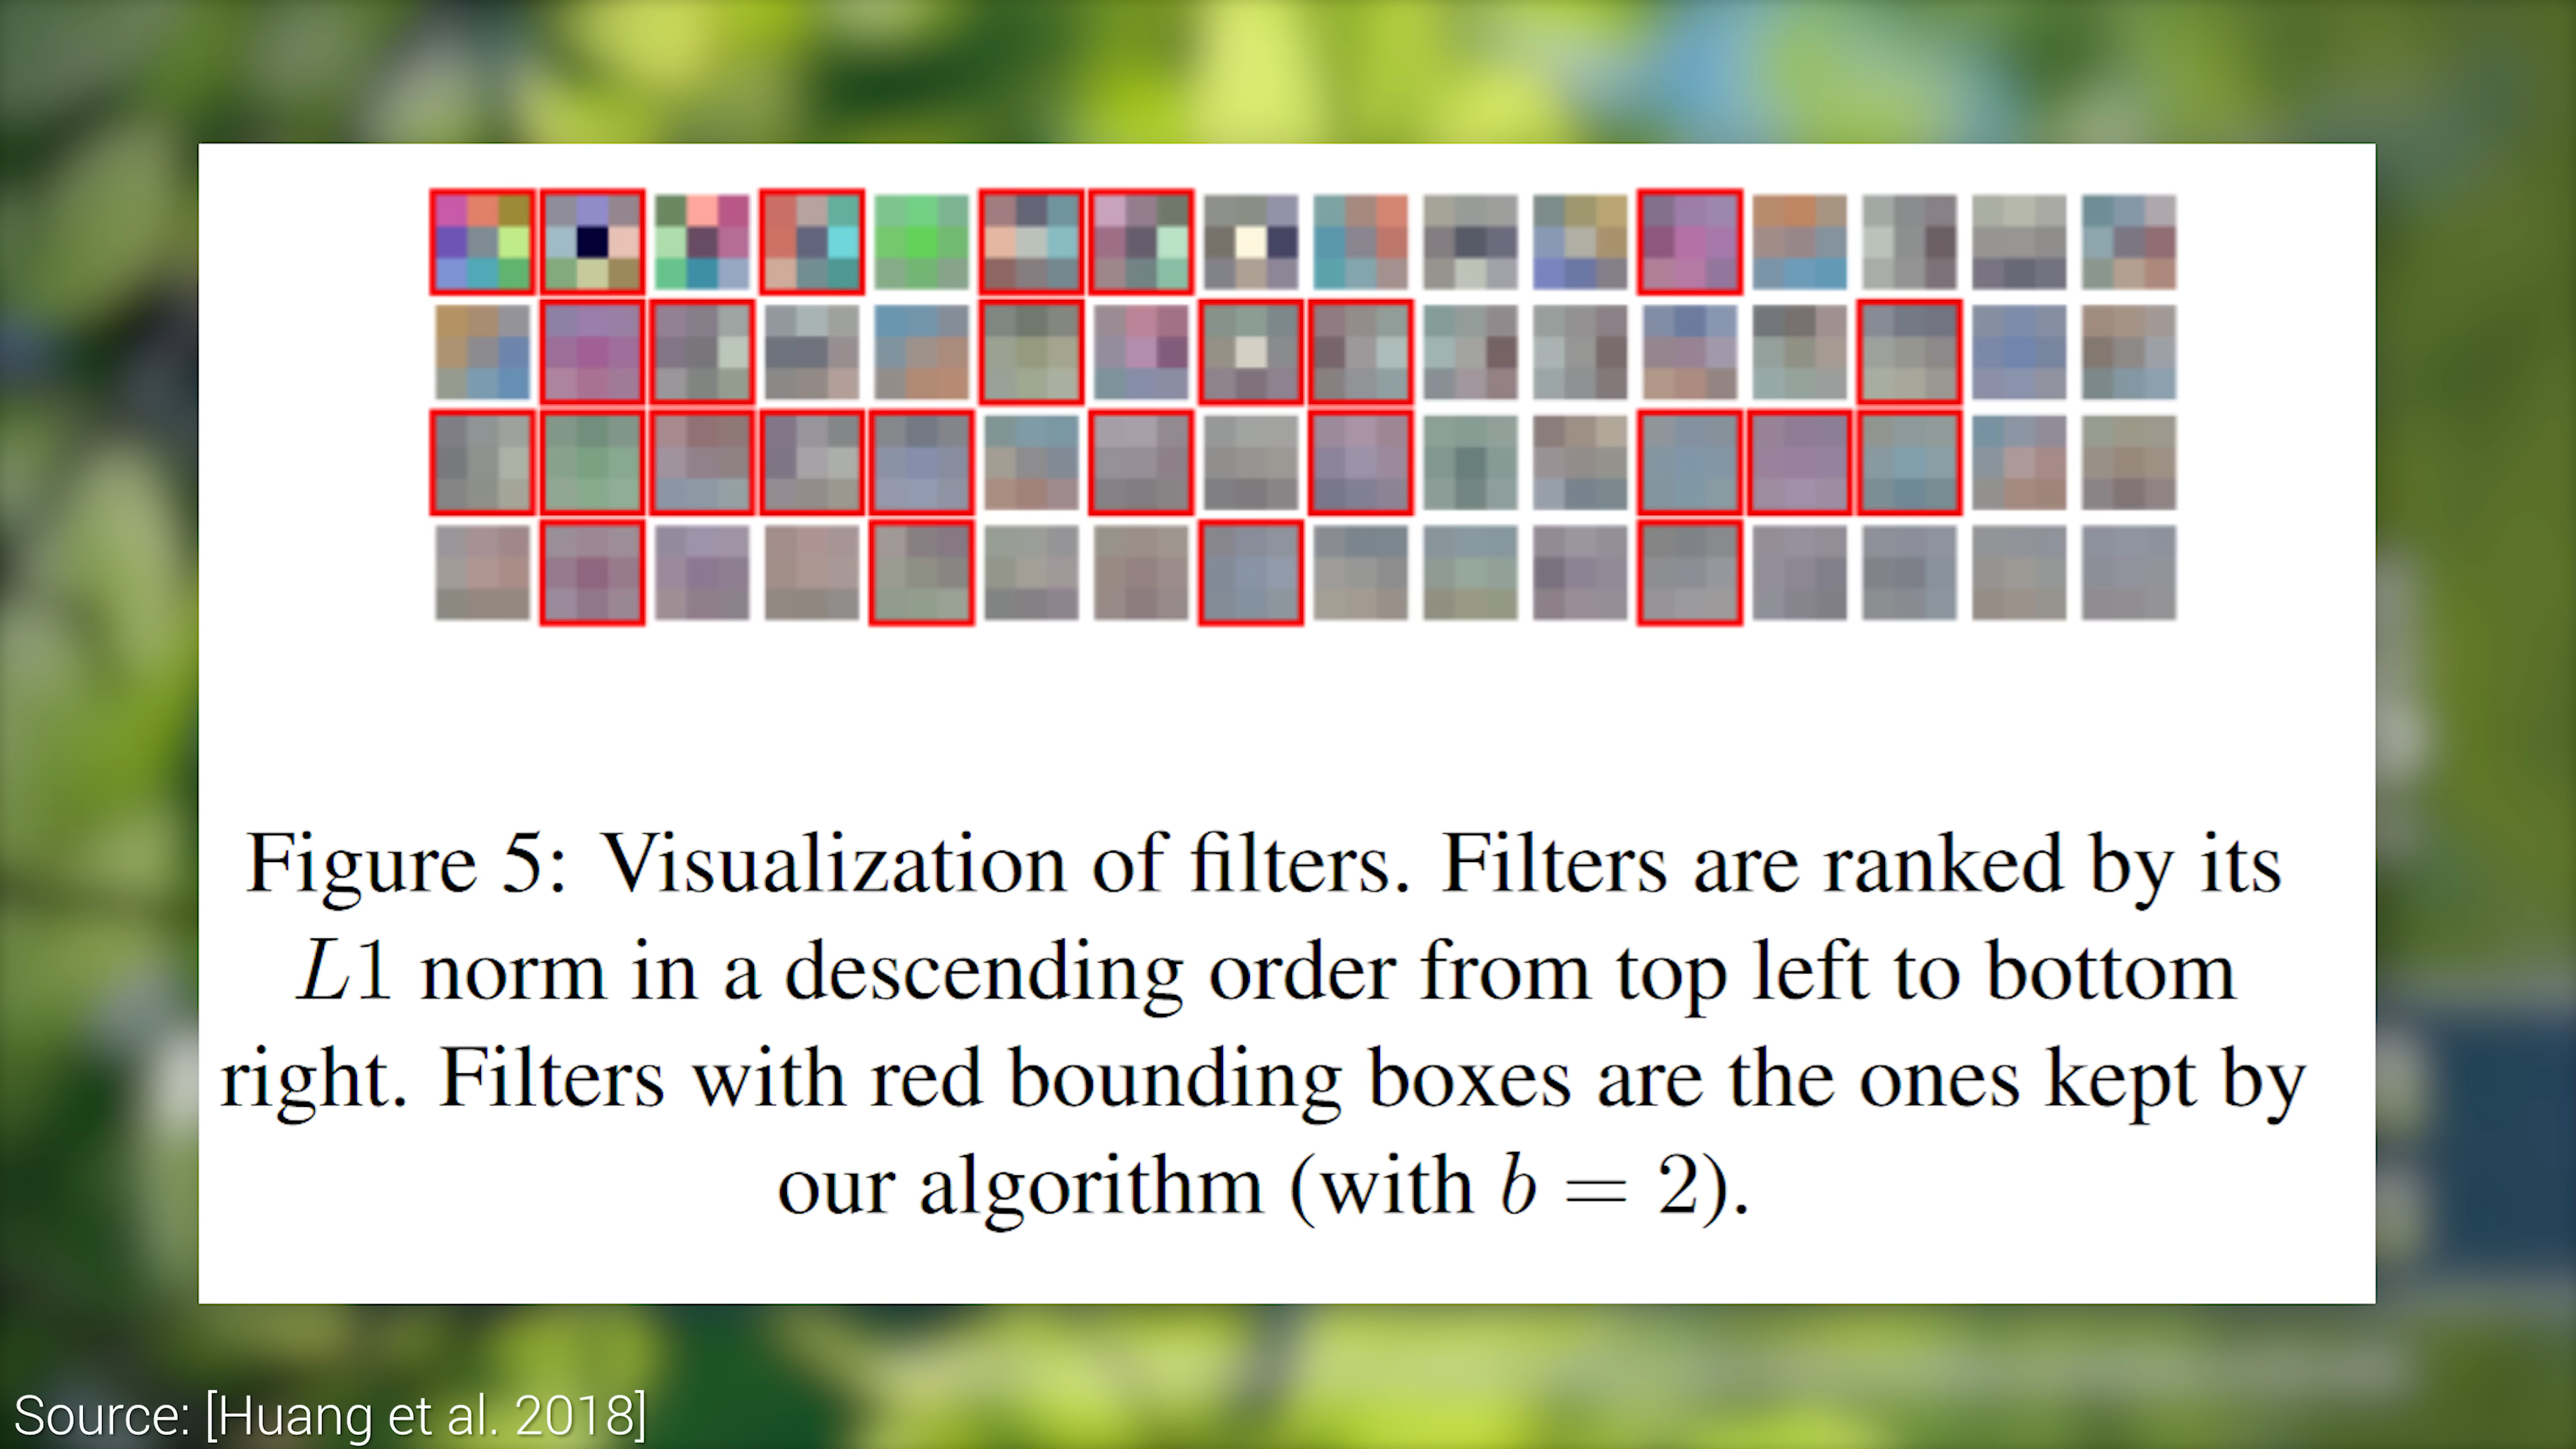 Figure 5: Visualization of filters. Filters are ranked by its
L1 norm in a descending order from top left to bottom
right. Filters with red bounding boxes are the ones kept by
our algorithm (with b = 2).
Source: [Huang et al. 2018]